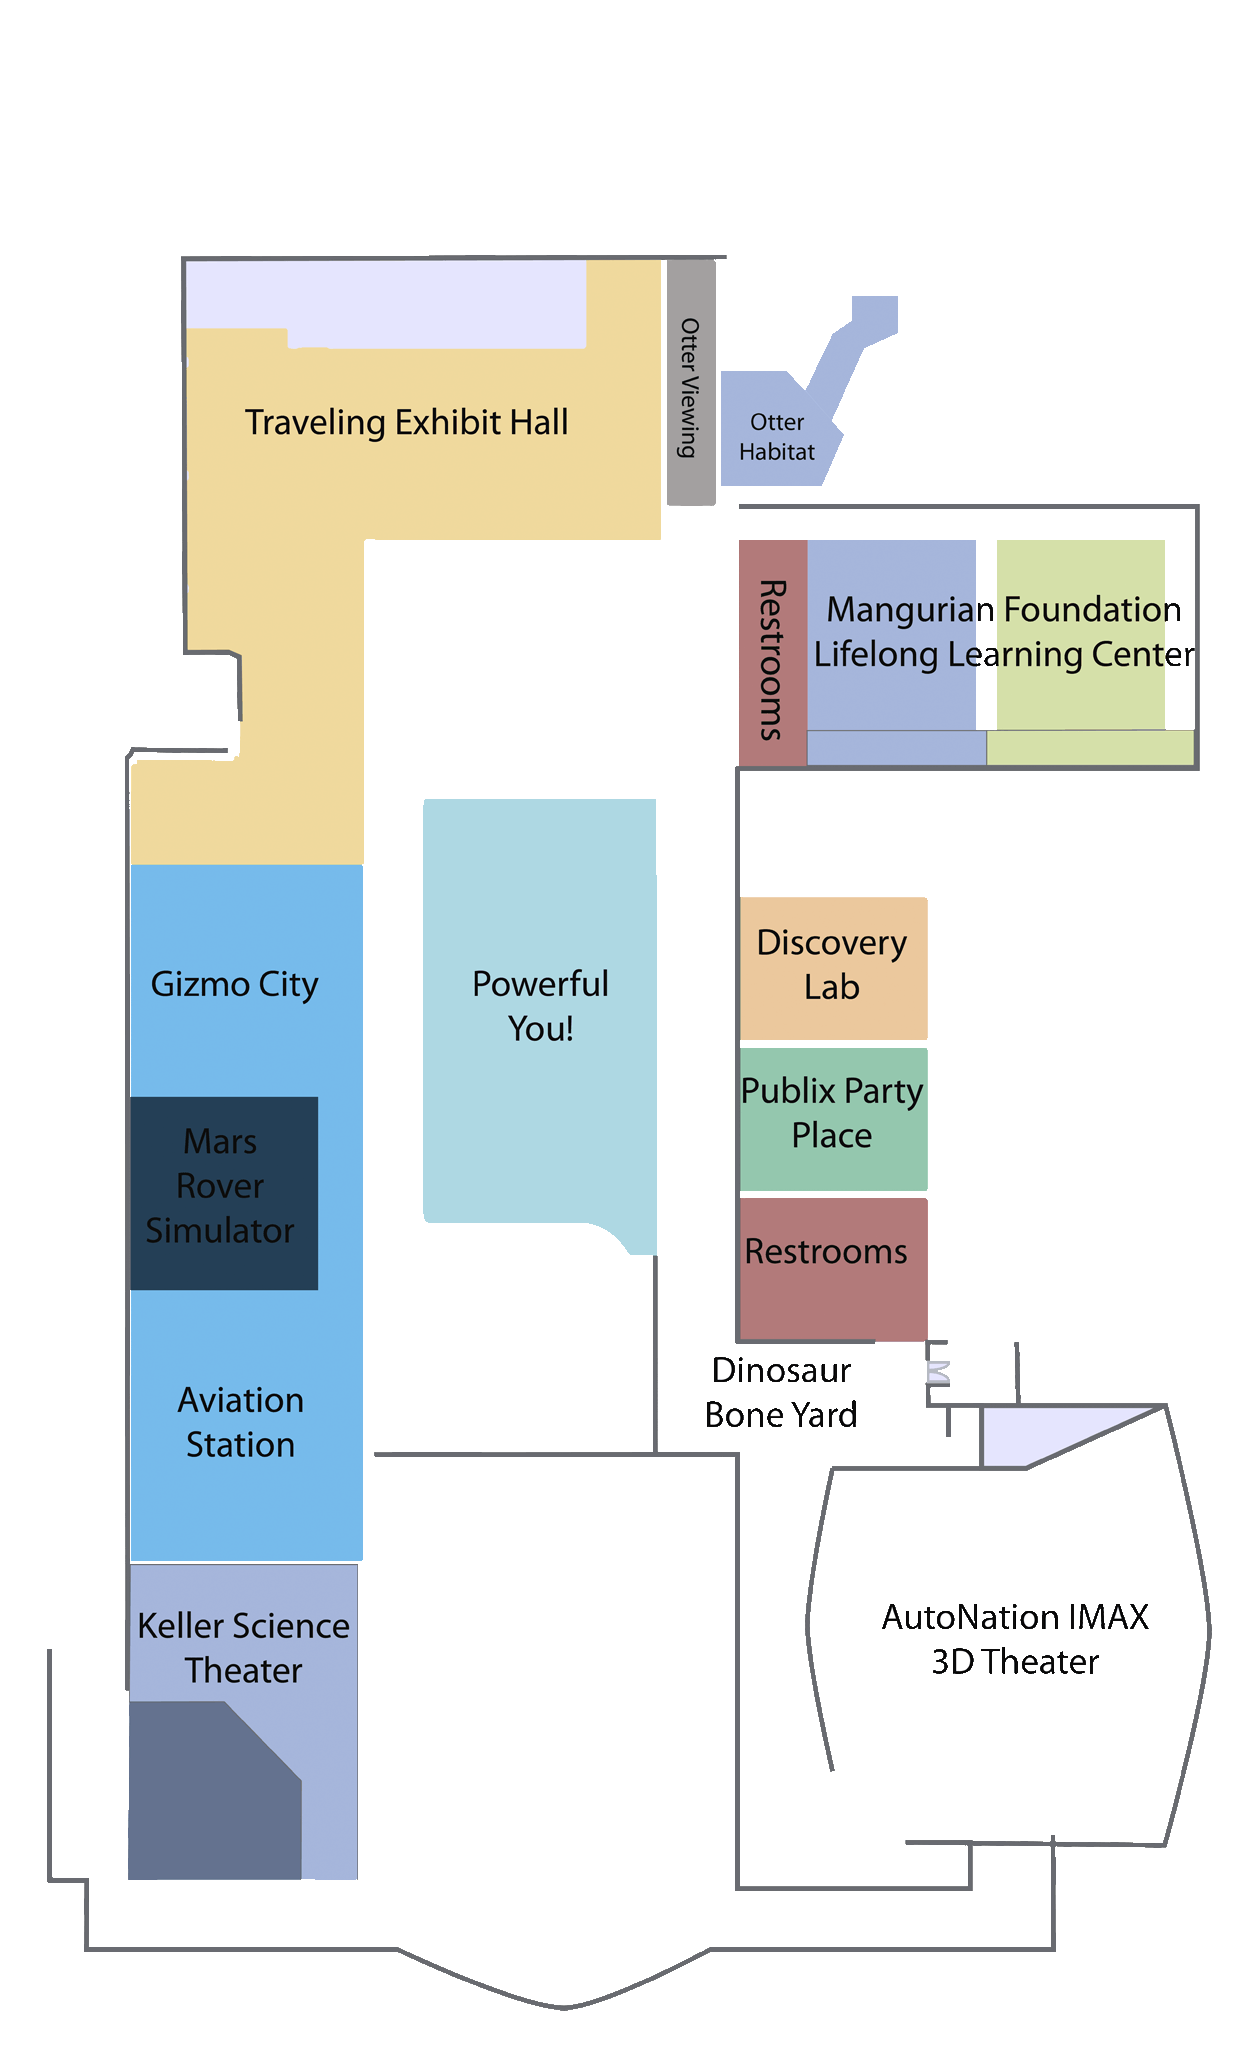 Traveling Exhibit Hall
Otter Viewing
Otter
Habitat
Restrooms
Mangurian Foundation
Lifelong Learning Center
Gizmo City
Powerful
You!
Discovery
Lab
Publix Party
Place
Mars
Rover
Simulator
Restrooms
Dinosaur
Bone Yard
Aviation
Station
Keller Science
Theater
AutoNation IMAX
3D Theater